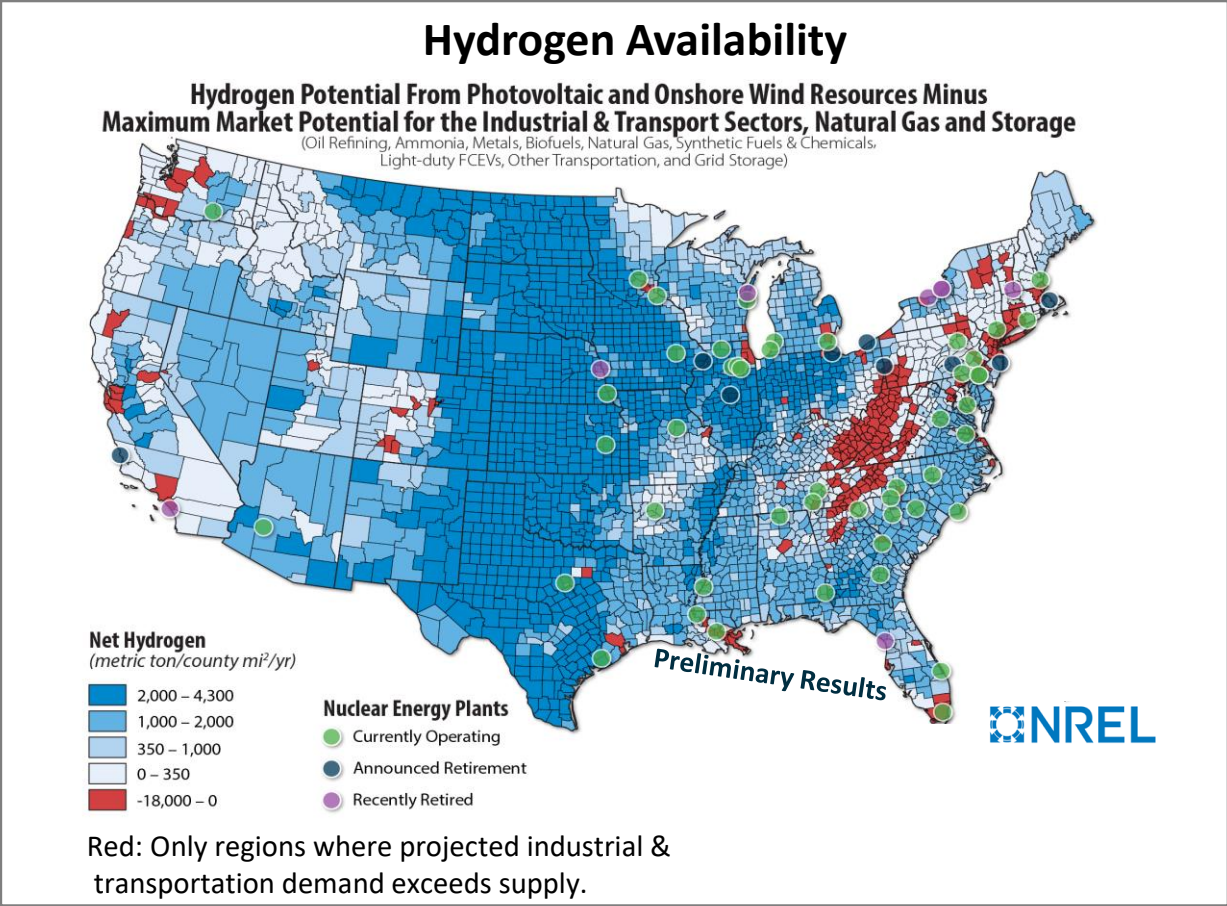 Hydrogen Availability
Hydrogen Potential From Photovoltaic and Onshore Wind Resources Minus
Maximum Market Potential for the Industrial & Transport Sectors, Natural Gas and Storage
(Oil Refining, Ammonia, Metals, Biofuels, Natural Gas, Synthetic Fuels & Chemicals,
Light-duty FCEVs, Other Transportation, and Grid Storage)
Preliminary Results
Net Hydrogen
(metric ton/county mi²/yr)
2,000 – 4,300
1,000 – 2,000
350 – 1,000
0 – 350
-18,000 – 0
Nuclear Energy Plants
Currently Operating
Announced Retirement
Recently Retired
NREL
Red: Only regions where projected industrial &
transportation demand exceeds supply.